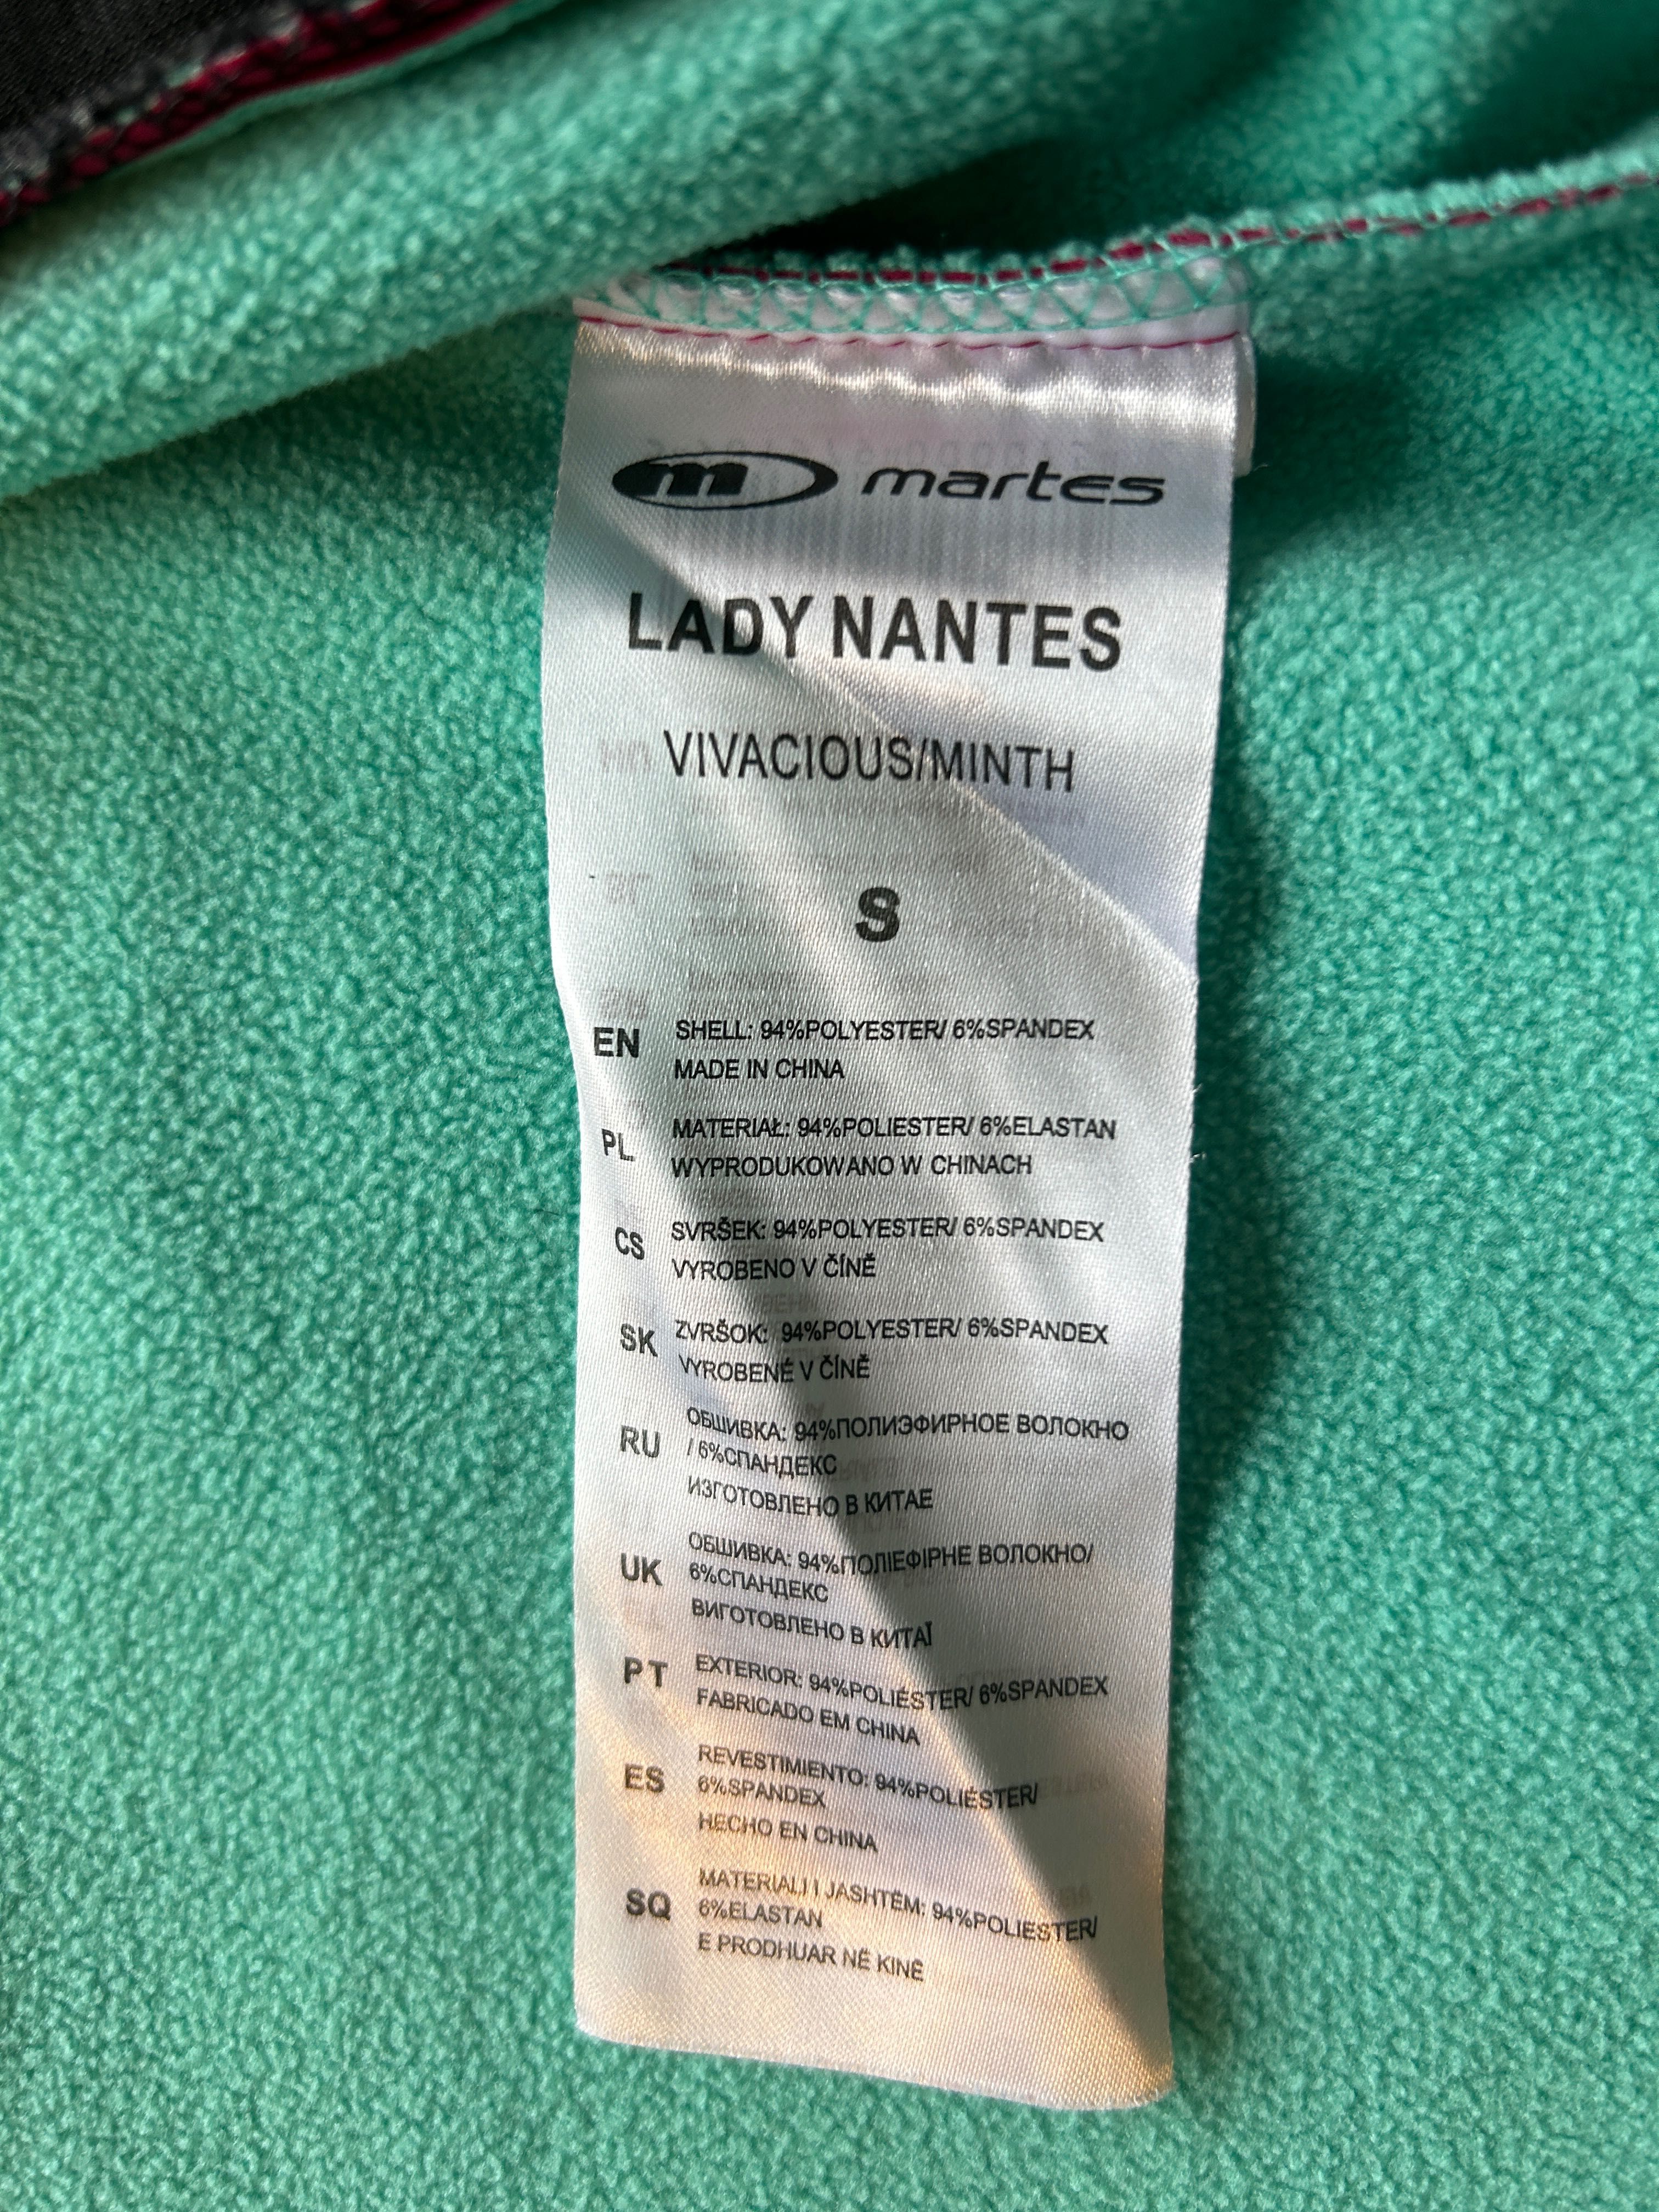 m martes
LADY NANTES
VIVACIOUS/MINTH
S
EN SHELL: 94%POLYESTER/ 6%SPANDEX
MADE IN CHINA
PL MATERIAŁ: 94%POLIESTER/ 6%ELASTAN
WYPRODUKOWANO W CHINACH
CS SVRŠEK: 94%POLYESTER/ 6%SPANDEX
VYROBENO V ČÍNĚ
SK ZVRŠOK: 94%POLYESTER/ 6%SPANDEX
VYROBENÉ V ČÍNĚ
RU ОБШИВКА: 94%ПОЛИЭФИРНОЕ ВОЛОКНО
/ 6%СПАНДЕКС
ИЗГОТОВЛЕНО В КИТАЕ
UK ОБШИВКА: 94%ПОЛІЕФІРНЕ ВОЛОКНО/
6%СПАНДЕКС
ВИГОТОВЛЕНО В КИТАЇ
PT EXTERIOR: 94%POLIÉSTER/ 6%SPANDEX
FABRICADO EM CHINA
ES REVESTIMIENTO: 94%POLIÉSTER/
6%SPANDEX
HECHO EN CHINA
SQ MATERIALI I JASHTËM: 94%POLIESTER/
6%ELASTAN
E PRODHUAR NË KINË